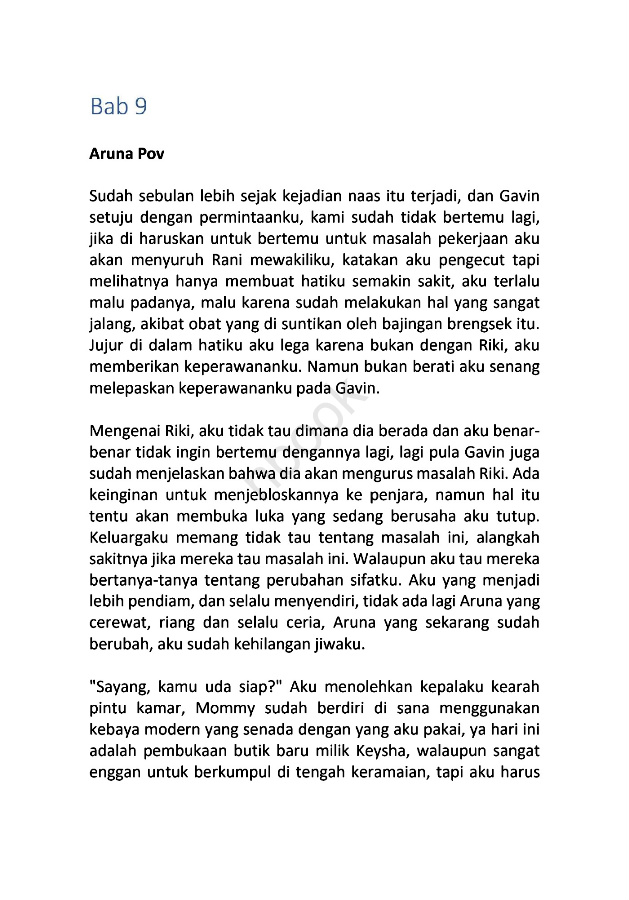 Bab 9
Aruna Pov
Sudah sebulan lebih sejak kejadian naas itu terjadi, dan Gavin
setuju dengan permintaanku, kami sudah tidak bertemu lagi,
jika di haruskan untuk bertemu untuk masalah pekerjaan aku
akan menyuruh Rani mewakiliku, katakan aku pengecut tapi
melihatnya hanya membuat hatiku semakin sakit, aku terlalu
malu padanya, malu karena sudah melakukan hal yang sangat
jalang, akibat obat yang di suntikan oleh bajingan brengsek itu.
Jujur di dalam hatiku aku lega karena bukan dengan Riki, aku
memberikan keperawananku. Namun bukan berati aku senang
melepaskan keperawananku pada Gavin.
Mengenai Riki, aku tidak tau dimana dia berada dan aku benar-
benar tidak ingin bertemu dengannya lagi, lagi pula Gavin juga
sudah menjelaskan bahwa dia akan mengurus masalah Riki. Ada
keinginan untuk menjebloskannya ke penjara, namun hal itu
tentu akan membuka luka yang sedang berusaha aku tutup.
Keluargaku memang tidak tau tentang masalah ini, alangkah
sakitnya jika mereka tau masalah ini. Walaupun aku tau mereka
bertanya-tanya tentang perubahan sifatku. Aku yang menjadi
lebih pendiam, dan selalu menyendiri, tidak ada lagi Aruna yang
cerewet, riang dan selalu ceria, Aruna yang sekarang sudah
berubah, aku sudah kehilangan jiwaku.
"Sayang, kamu uda siap?" Aku menolehkan kepalaku kearah
pintu kamar, Mommy sudah berdiri di sana menggunakan
kebaya modern yang senada dengan yang aku pakai, ya hari ini
adalah pembukaan butik baru milik Keysha, walaupun sangat
enggan untuk berkumpul di tengah keramaian, tapi aku harus